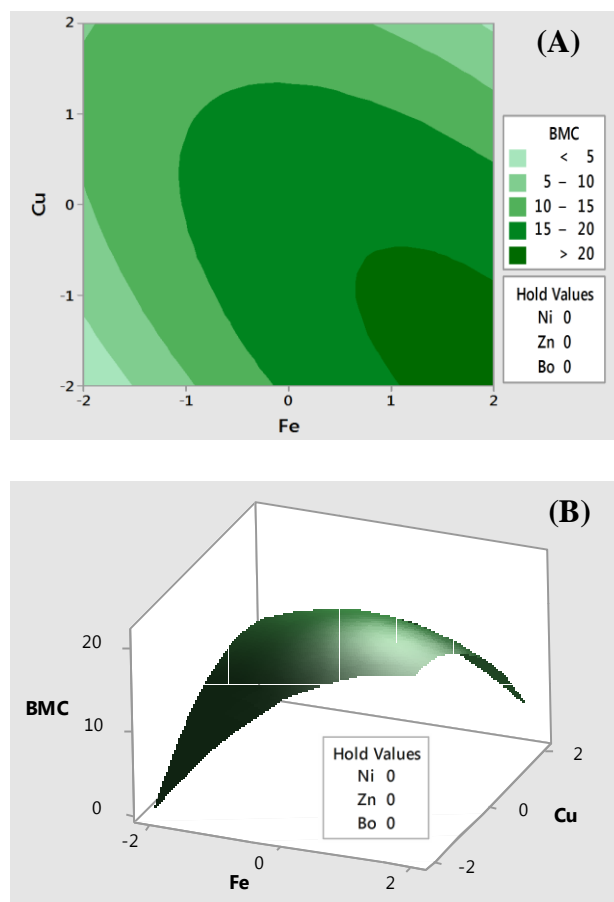 (A)
2
1
0
-1
-2
Cu
-2
-1
0
1
2
Fe
BMC
< 5
5 – 10
10 – 15
15 – 20
> 20
Hold Values
Ni 0
Zn 0
Bo 0
(B)
20
10
0
BMC
-2
0
2
Fe
-2
0
2
Cu
Hold Values
Ni 0
Zn 0
Bo 0